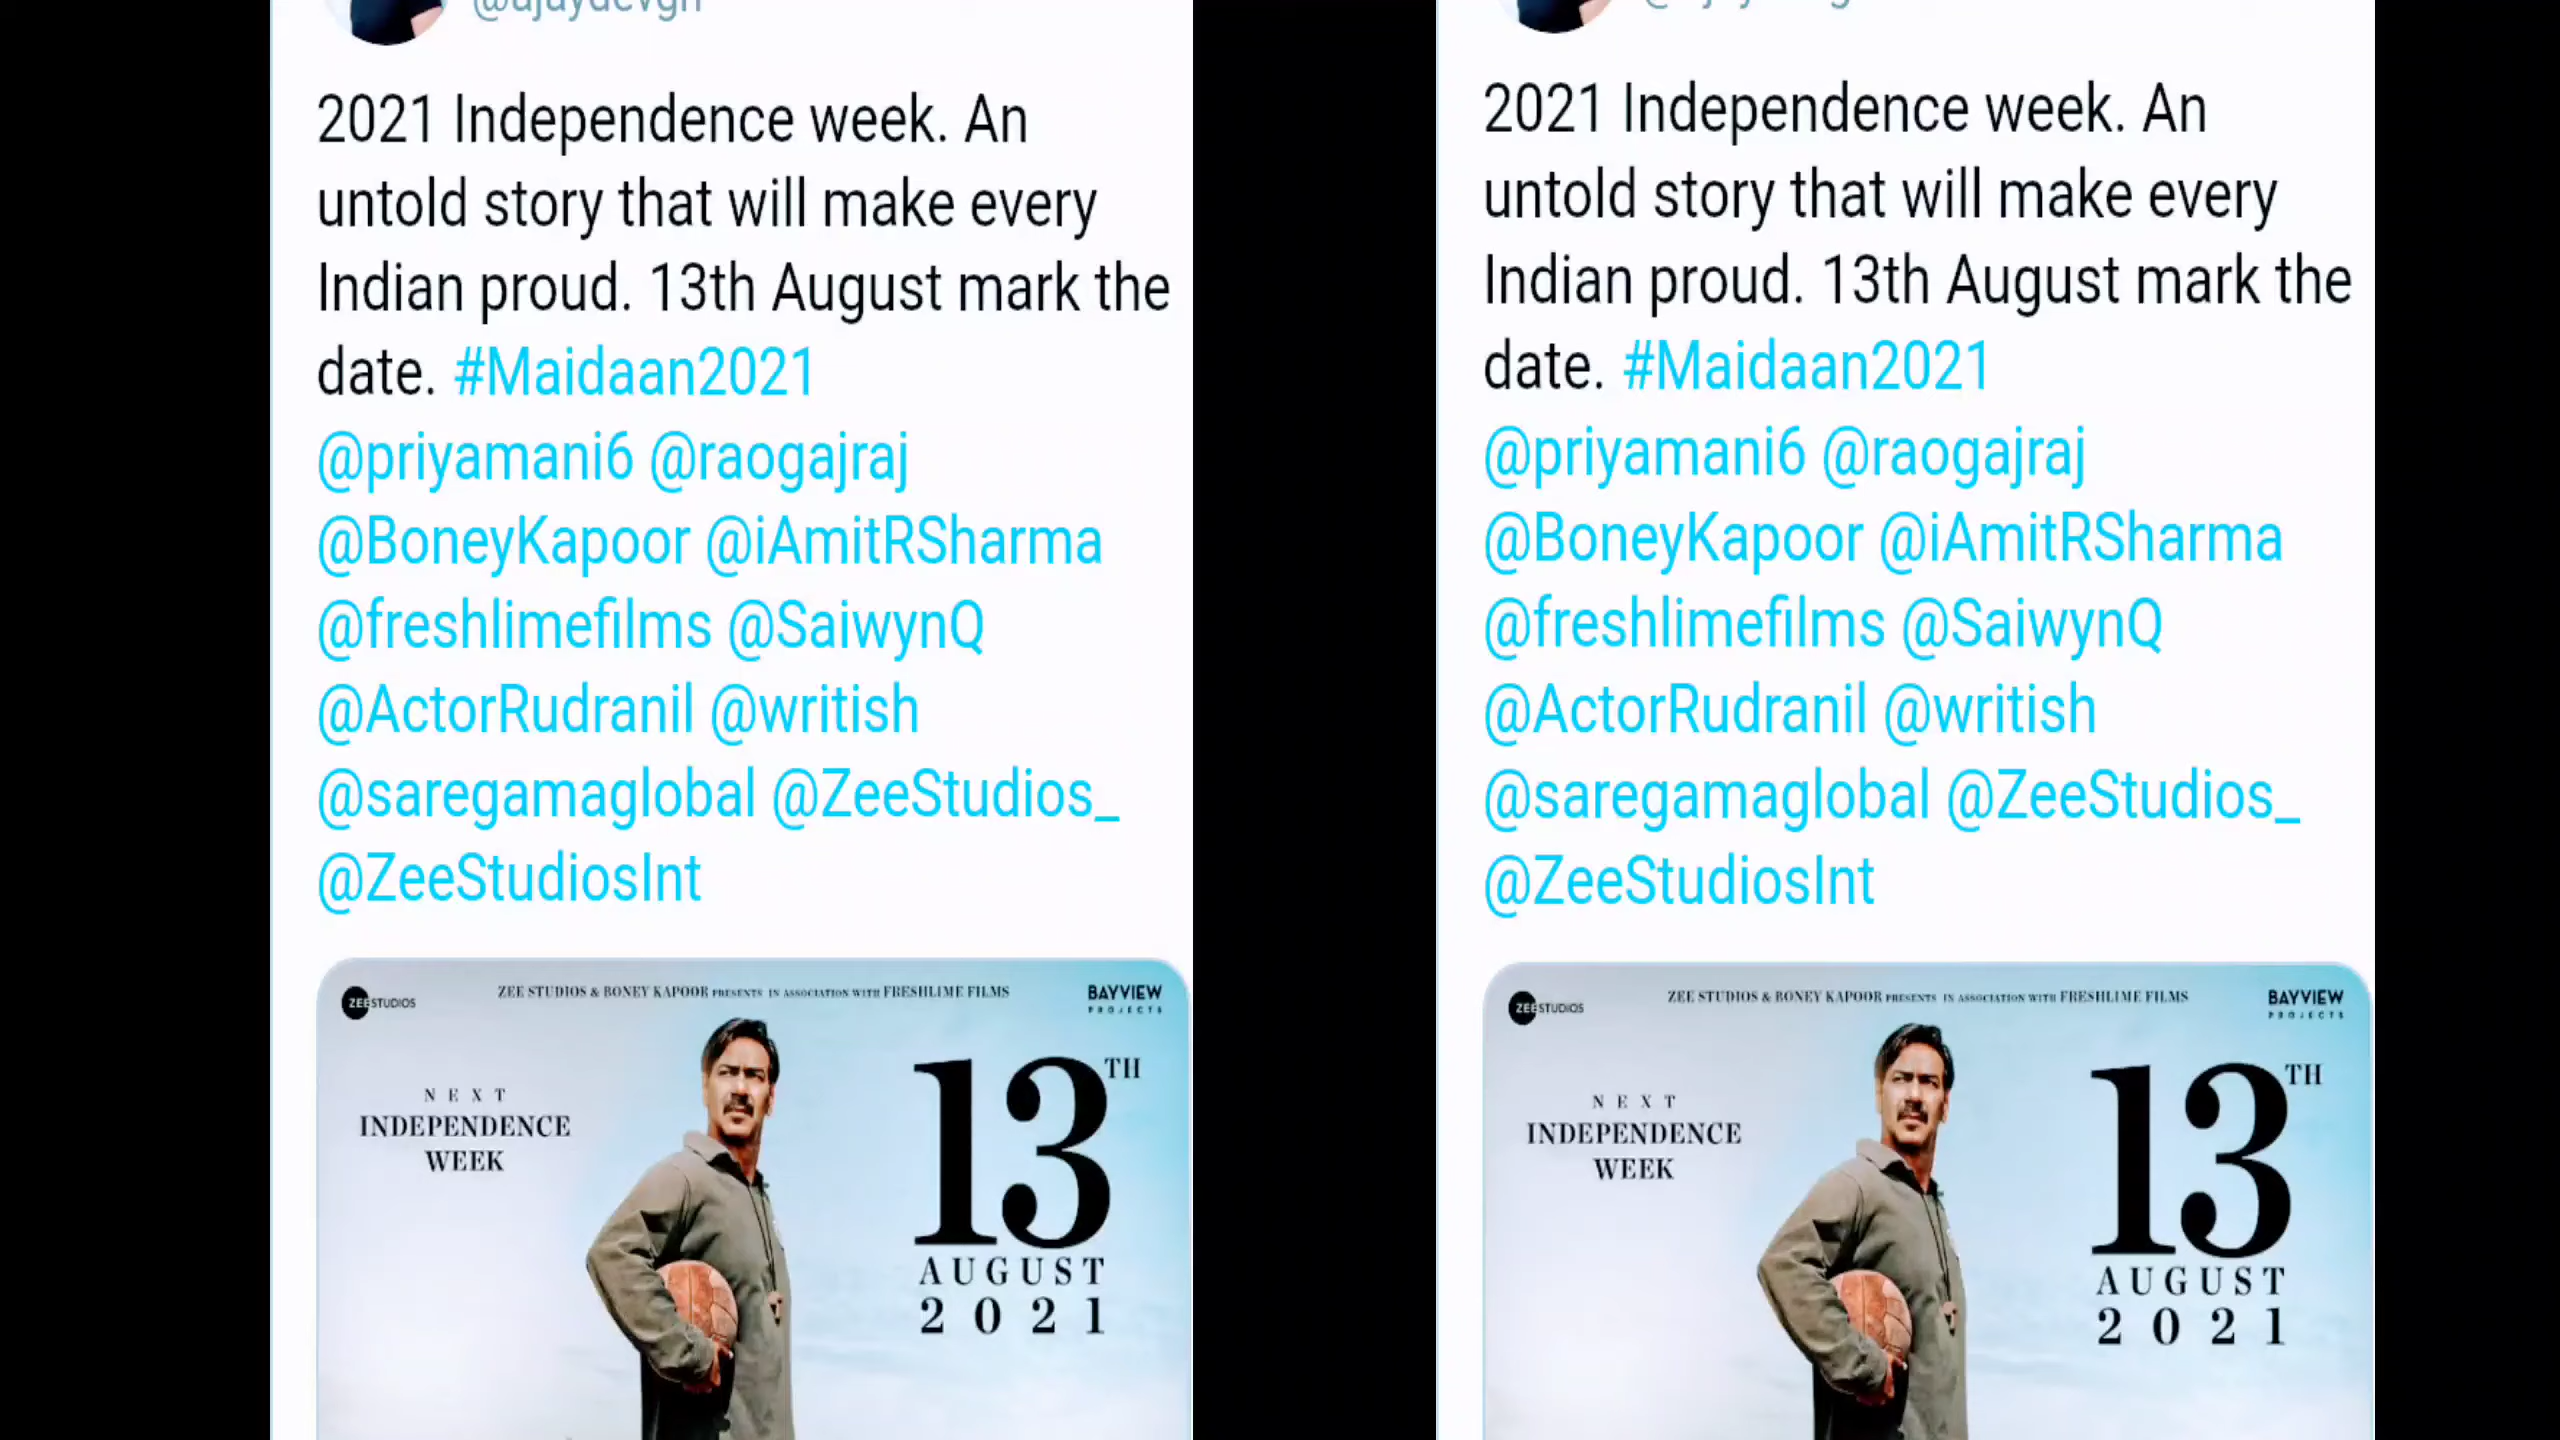 @ajaydevgn
2021 Independence week. An
untold story that will make every
Indian proud. 13th August mark the
date. #Maidaan2021
@priyamani6 @raogajraj
@BoneyKapoor @iAmitRSharma
@freshlimefilms @SaiwynQ
@ActorRudranil @writish
@saregamaglobal @ZeeStudios_
@ZeeStudiosInt
ZEE STUDIOS
ZEE STUDIOS & BONEY KAPOOR PRESENTS IN ASSOCIATION WITH FRESHLIME FILMS
BAYVIEW
PROJECTS
NEXT
INDEPENDENCE
WEEK
13TH
AUGUST
2021
2021 Independence week. An
untold story that will make every
Indian proud. 13th August mark the
date. #Maidaan2021
@priyamani6 @raogajraj
@BoneyKapoor @iAmitRSharma
@freshlimefilms @SaiwynQ
@ActorRudranil @writish
@saregamaglobal @ZeeStudios_
@ZeeStudiosInt
ZEE STUDIOS
ZEE STUDIOS & BONEY KAPOOR PRESENTS IN ASSOCIATION WITH FRESHLIME FILMS
BAYVIEW
PROJECTS
NEXT
INDEPENDENCE
WEEK
13TH
AUGUST
2021